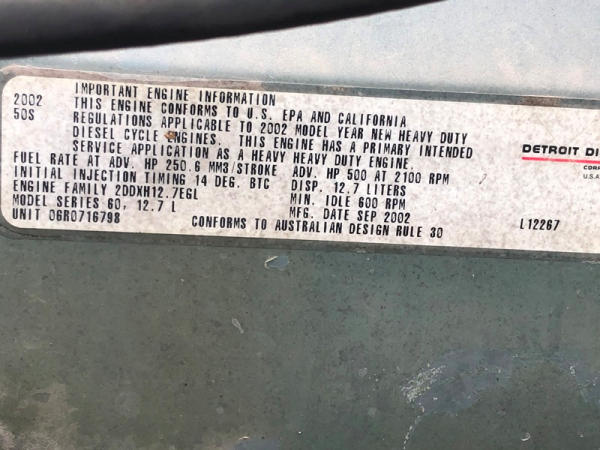 IMPORTANT ENGINE INFORMATION
2002 THIS ENGINE CONFORMS TO U.S. EPA AND CALIFORNIA
50S REGULATIONS APPLICABLE TO 2002 MODEL YEAR NEW HEAVY DUTY
DIESEL CYCLE ENGINES. THIS ENGINE HAS A PRIMARY INTENDED
SERVICE APPLICATION AS A HEAVY HEAVY DUTY ENGINE.
FUEL RATE AT ADV. HP 250.6 MM3/STROKE ADV. HP 500 AT 2100 RPM
INITIAL INJECTION TIMING 14 DEG. BTC DISP. 12.7 LITERS
ENGINE FAMILY 2DDXH12.7EGL MIN. IDLE 600 RPM
MODEL SERIES 60, 12.7 L MFG. DATE SEP 2002
UNIT 06R0716798 CONFORMS TO AUSTRALIAN DESIGN RULE 30
L12267
DETROIT DI
CORP
U.S.A